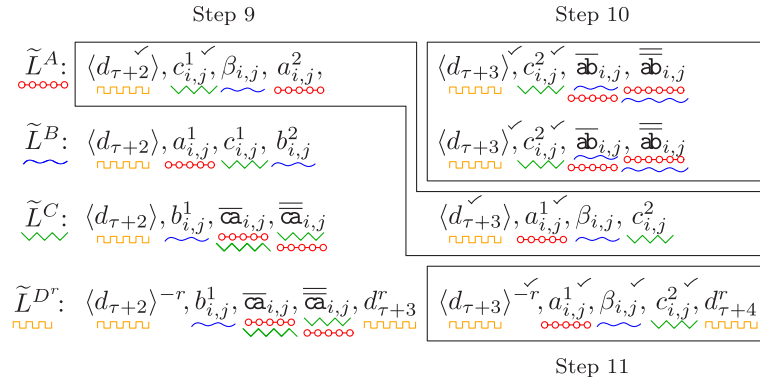 Step 9 Step 10
L̃^A: ⟨d_{τ+2}⟩✓, c^1_{i,j}✓, β_{i,j}, a^2_{i,j}, ⟨d_{τ+3}⟩✓, c^2_{i,j}✓, \overline{ab}_{i,j}, \overline{\overline{ab}}_{i,j}
L̃^B: ⟨d_{τ+2}⟩, a^1_{i,j}, c^1_{i,j}, b^2_{i,j} ⟨d_{τ+3}⟩✓, c^2_{i,j}✓, \overline{ab}_{i,j}, \overline{\overline{ab}}_{i,j}
L̃^C: ⟨d_{τ+2}⟩, b^1_{i,j}, \overline{ca}_{i,j}, \overline{\overline{ca}}_{i,j} ⟨d_{τ+3}⟩✓, a^1_{i,j}✓, β_{i,j}, c^2_{i,j}
L̃^{D^r}: ⟨d_{τ+2}⟩^{-r}, b^1_{i,j}, \overline{ca}_{i,j}, \overline{\overline{ca}}_{i,j}, d^r_{τ+3} ⟨d_{τ+3}⟩^{-r}✓, a^1_{i,j}✓, β_{i,j}✓, c^2_{i,j}✓, d^r_{τ+4}
Step 11